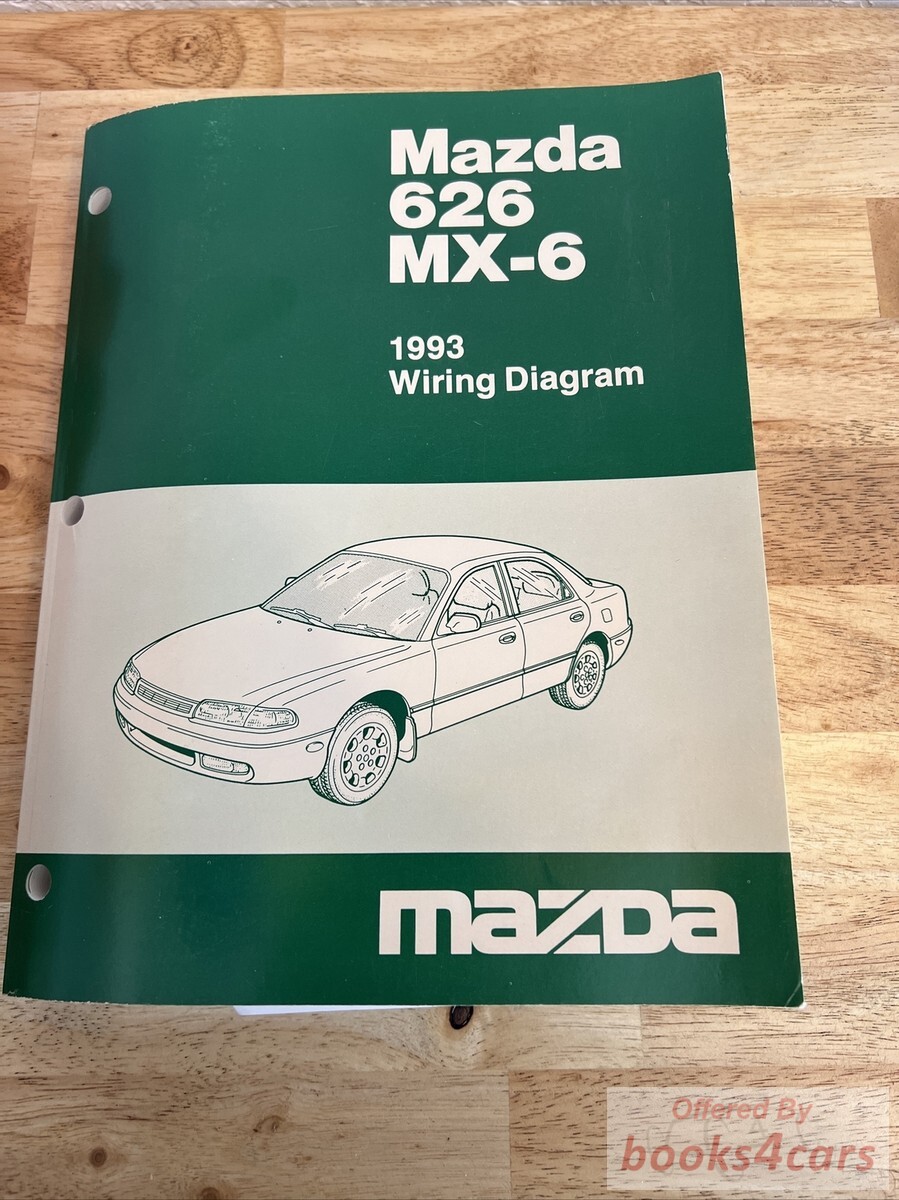 Mazda
626
MX-6
1993
Wiring Diagram
mazda
Offered By
books4cars